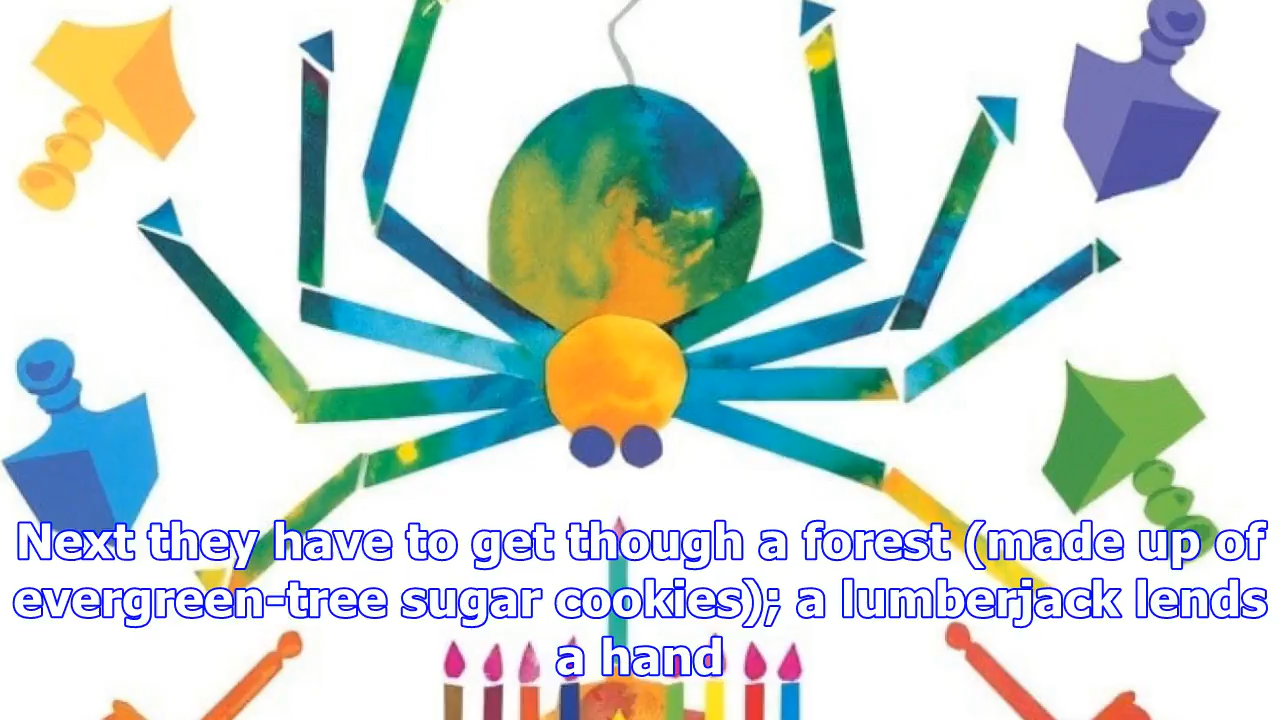 Next they have to get though a forest (made up of
evergreen-tree sugar cookies); a lumberjack lends
a hand